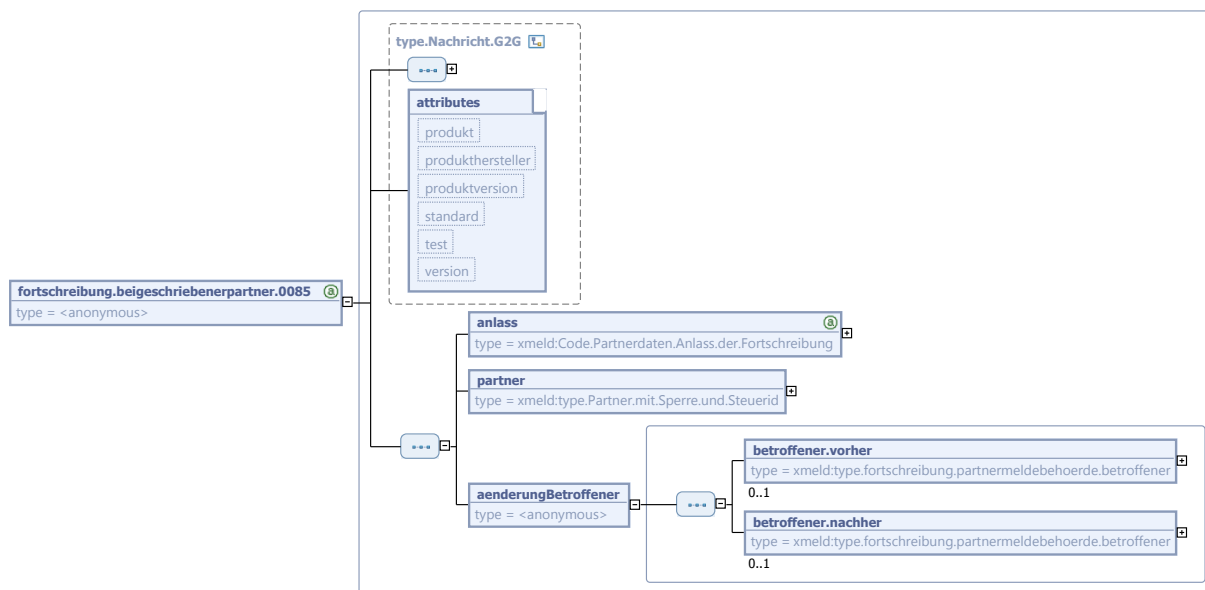 type.Nachricht.G2G
attributes
produkt
produkthersteller
produktversion
standard
test
version
fortschreibung.beigeschriebenerpartner.0085 a
type = <anonymous>
anlass a
type = xmeld:Code.Partnerdaten.Anlass.der.Fortschreibung
partner
type = xmeld:type.Partner.mit.Sperre.und.Steuerid
aenderungBetroffener
type = <anonymous>
betroffener.vorher
type = xmeld:type.fortschreibung.partnermeldebehoerde.betroffener
0..1
betroffener.nachher
type = xmeld:type.fortschreibung.partnermeldebehoerde.betroffener
0..1